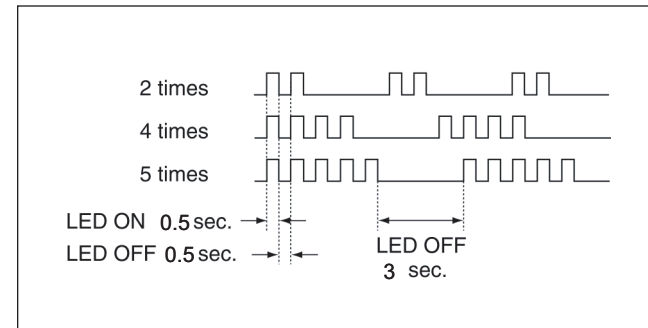 2 times
4 times
5 times
LED ON 0.5 sec.
LED OFF 0.5 sec.
LED OFF
3 sec.